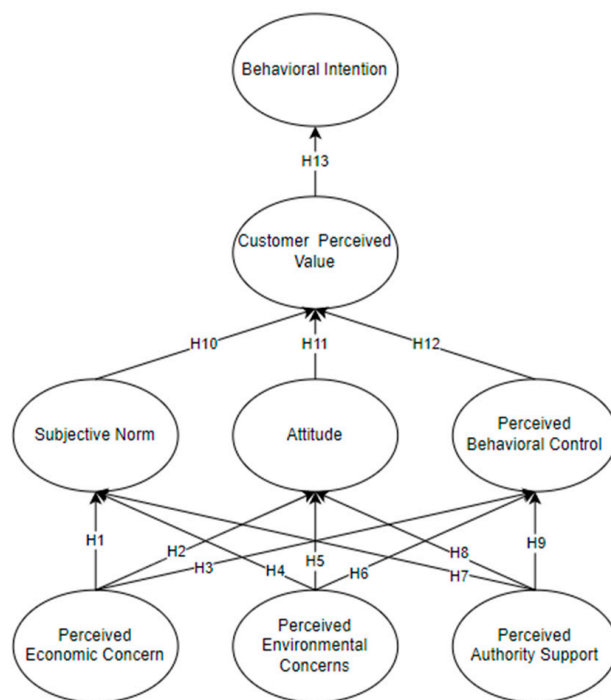 Behavioral Intention
H13
Customer Perceived
Value
H10
H11
H12
Subjective Norm
Attitude
Perceived
Behavioral Control
H1
H2
H3
H4
H5
H6
H7
H8
H9
Perceived
Economic Concern
Perceived
Environmental
Concerns
Perceived
Authority Support